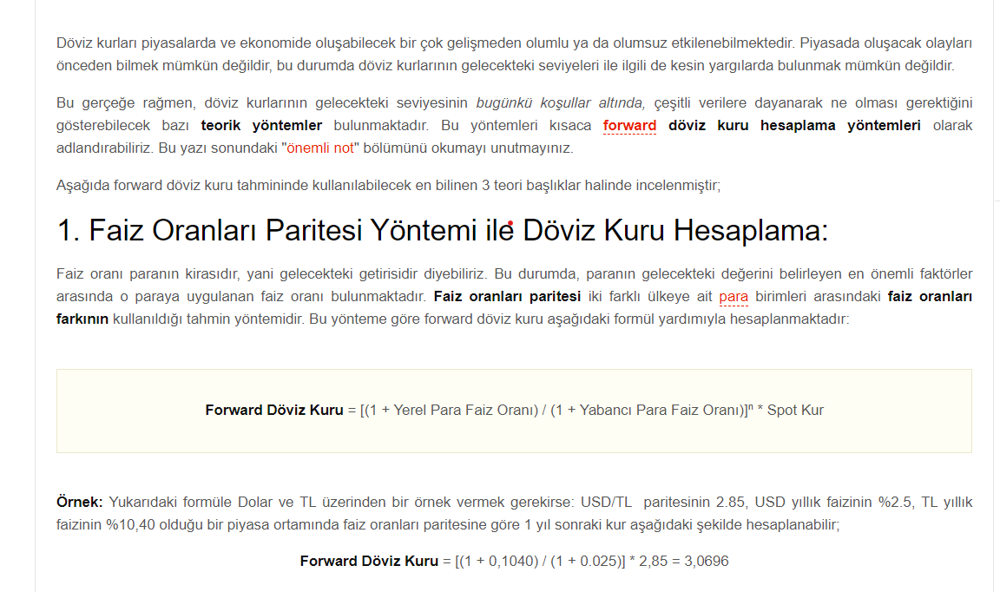 Döviz kurları piyasalarda ve ekonomide oluşabilecek bir çok gelişmeden olumlu ya da olumsuz etkilenebilmektedir. Piyasada oluşacak olayları
önceden bilmek mümkün değildir, bu durumda döviz kurlarının gelecekteki seviyeleri ile ilgili de kesin yargılarda bulunmak mümkün değildir.
Bu gerçeğe rağmen, döviz kurlarının gelecekteki seviyesinin bugünkü koşullar altında, çeşitli verilere dayanarak ne olması gerektiğini
gösterebilecek bazı teorik yöntemler bulunmaktadır. Bu yöntemleri kısaca forward döviz kuru hesaplama yöntemleri olarak
adlandırabiliriz. Bu yazı sonundaki "önemli not" bölümünü okumayı unutmayınız.
Aşağıda forward döviz kuru tahmininde kullanılabilecek en bilinen 3 teori başlıklar halinde incelenmiştir;
1. Faiz Oranları Paritesi Yöntemi ile Döviz Kuru Hesaplama:
Faiz oranı paranın kirasıdır, yani gelecekteki getirisidir diyebiliriz. Bu durumda, paranın gelecekteki değerini belirleyen en önemli faktörler
arasında o paraya uygulanan faiz oranı bulunmaktadır. Faiz oranları paritesi iki farklı ülkeye ait para birimleri arasındaki faiz oranları
farkının kullanıldığı tahmin yöntemidir. Bu yönteme göre forward döviz kuru aşağıdaki formül yardımıyla hesaplanmaktadır:
Forward Döviz Kuru = [(1 + Yerel Para Faiz Oranı) / (1 + Yabancı Para Faiz Oranı)]ⁿ * Spot Kur
Örnek: Yukarıdaki formüle Dolar ve TL üzerinden bir örnek vermek gerekirse: USD/TL paritesinin 2.85, USD yıllık faizinin %2.5, TL yıllık
faizinin %10,40 olduğu bir piyasa ortamında faiz oranları paritesine göre 1 yıl sonraki kur aşağıdaki şekilde hesaplanabilir;
Forward Döviz Kuru = [(1 + 0,1040) / (1 + 0.025)] * 2,85 = 3,0696